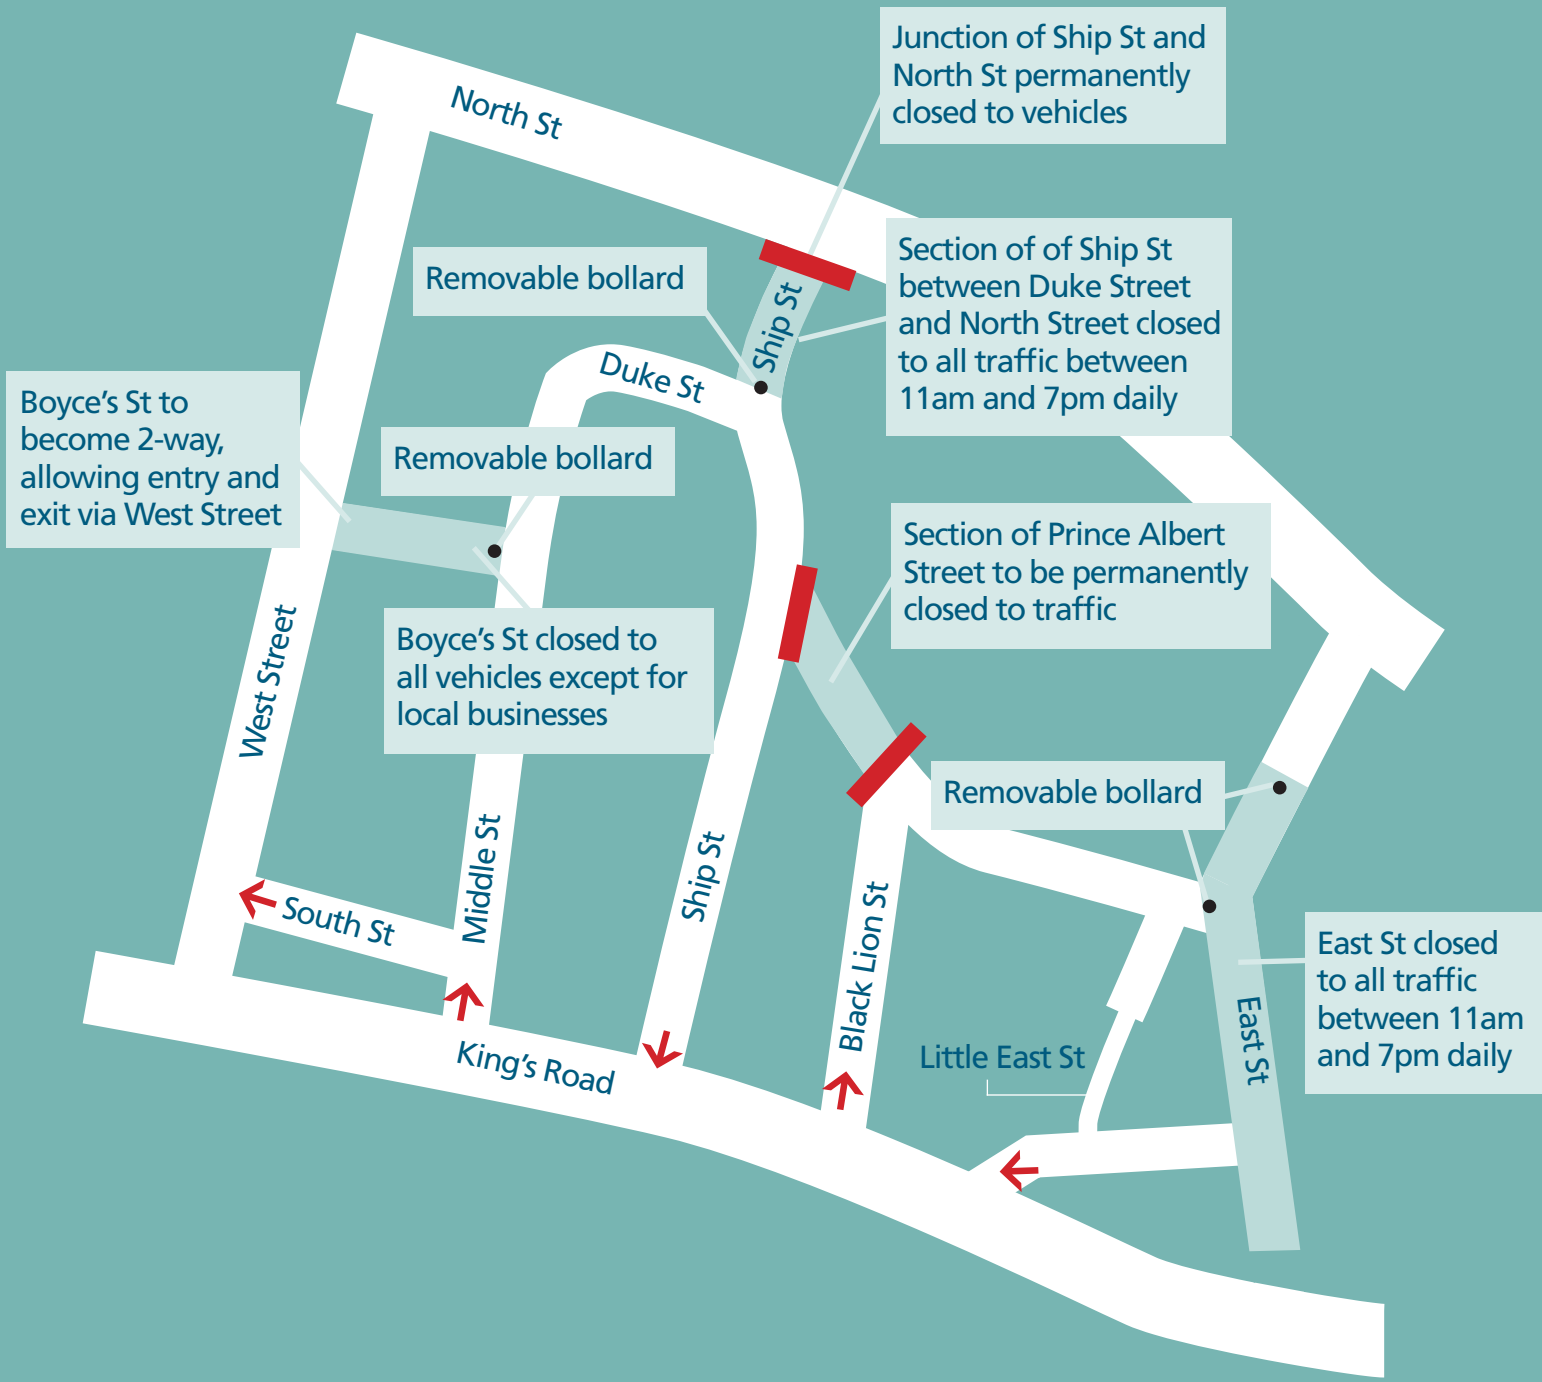 Junction of Ship St and
North St permanently
closed to vehicles
North St
Section of of Ship St
between Duke Street
and North Street closed
to all traffic between
11am and 7pm daily
Removable bollard
Ship St
Duke St
Boyce's St to
become 2-way,
allowing entry and
exit via West Street
Removable bollard
Section of Prince Albert
Street to be permanently
closed to traffic
West Street
Boyce's St closed to
all vehicles except for
local businesses
Removable bollard
Middle St
Ship St
Black Lion St
South St
East St closed
to all traffic
between 11am
and 7pm daily
East St
King's Road
Little East St